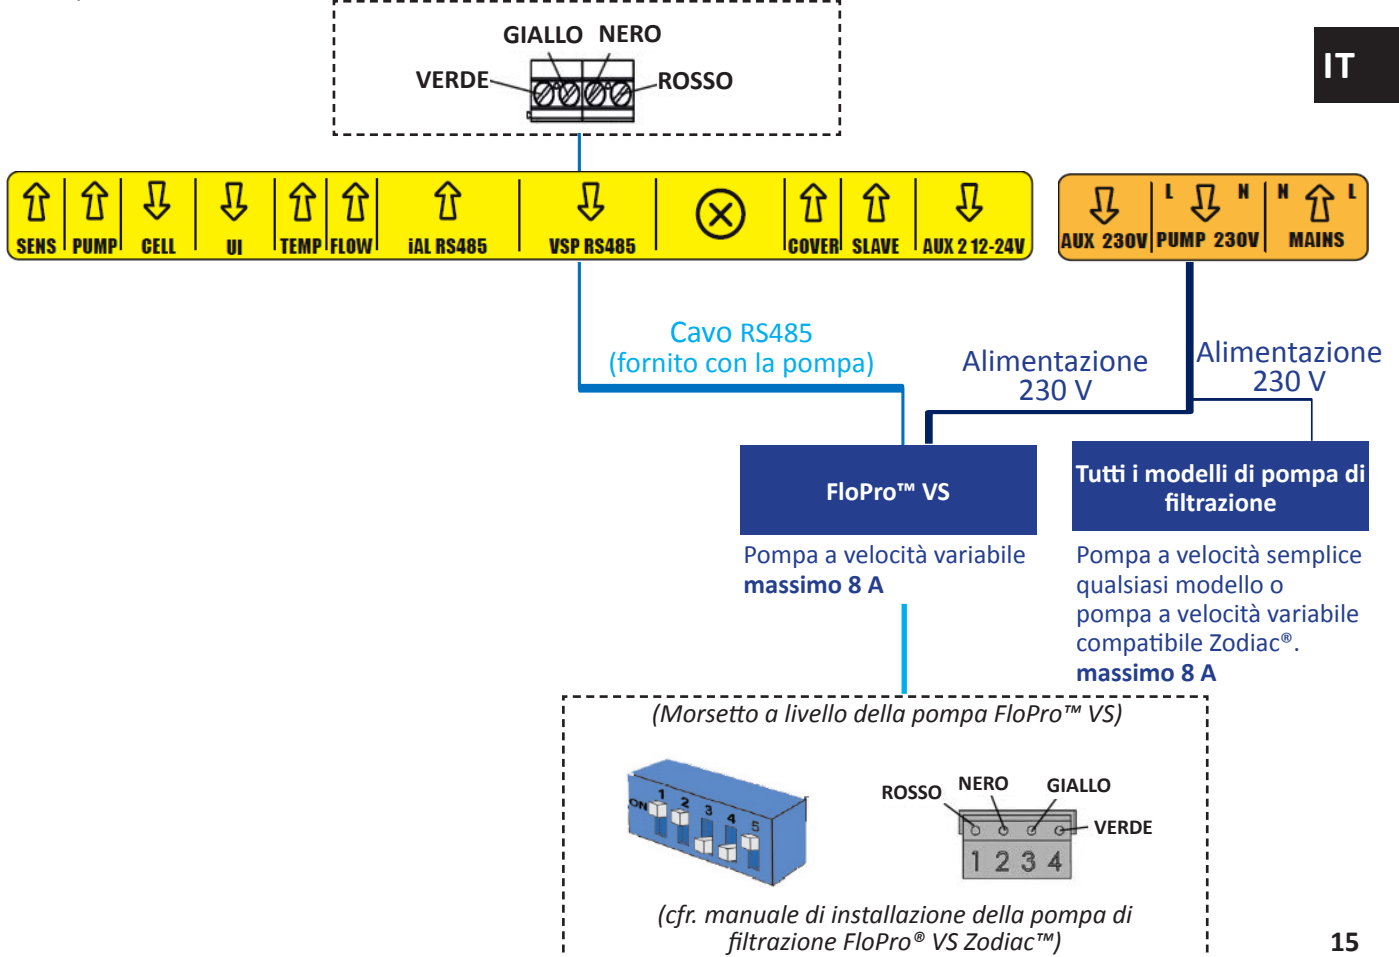 GIALLO NERO
VERDE
ROSSO
IT
SENS PUMP CELL UI TEMP FLOW iAL RS485 VSP RS485 COVER SLAVE AUX 2 12-24V
L N N L
AUX 230V PUMP 230V MAINS
Cavo RS485
(fornito con la pompa)
Alimentazione
230 V
Alimentazione
230 V
FloPro™ VS
Tutti i modelli di pompa di
filtrazione
Pompa a velocità variabile
massimo 8 A
Pompa a velocità semplice
qualsiasi modello o
pompa a velocità variabile
compatibile Zodiac®.
massimo 8 A
(Morsetto a livello della pompa FloPro™ VS)
ON 1 2 3 4 5
ROSSO NERO GIALLO
VERDE
1 2 3 4
(cfr. manuale di installazione della pompa di
filtrazione FloPro® VS Zodiac™)
15